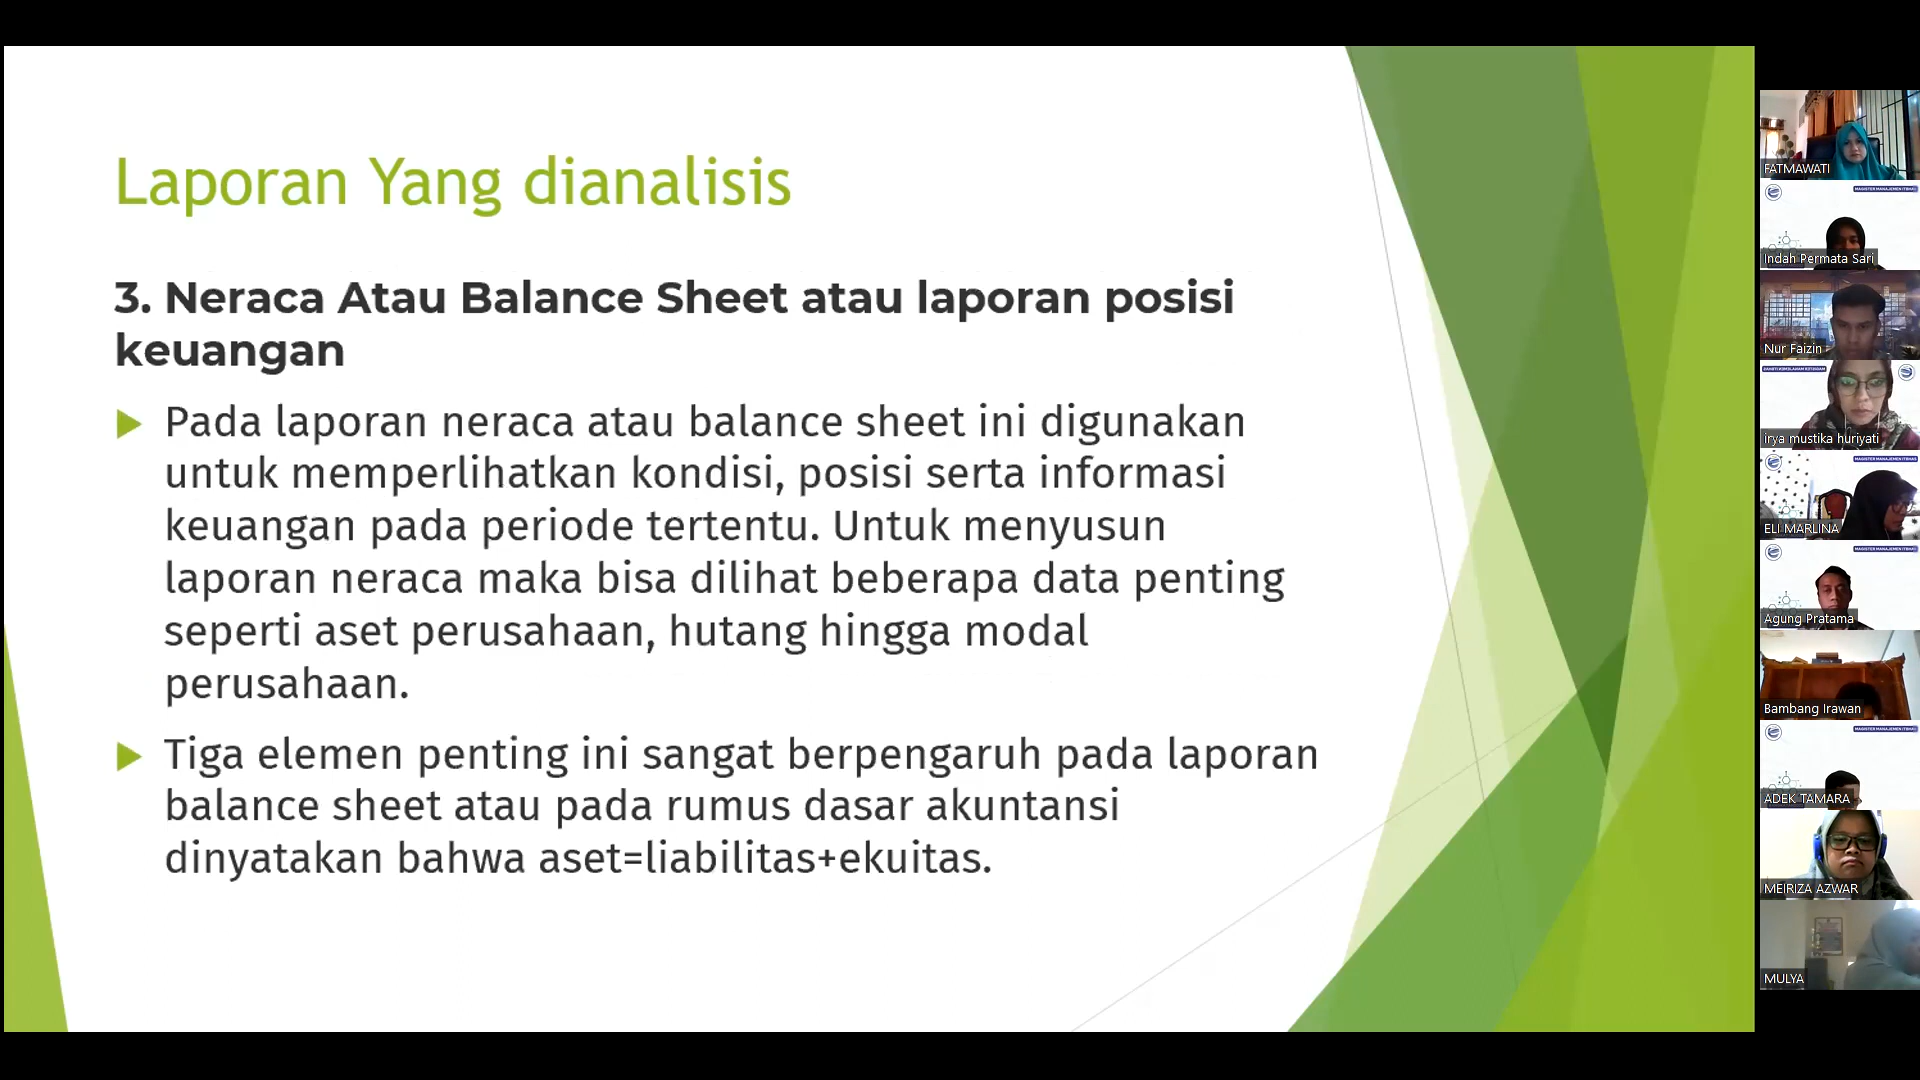 Laporan Yang dianalisis
3. Neraca Atau Balance Sheet atau laporan posisi
keuangan
Pada laporan neraca atau balance sheet ini digunakan
untuk memperlihatkan kondisi, posisi serta informasi
keuangan pada periode tertentu. Untuk menyusun
laporan neraca maka bisa dilihat beberapa data penting
seperti aset perusahaan, hutang hingga modal
perusahaan.
Tiga elemen penting ini sangat berpengaruh pada laporan
balance sheet atau pada rumus dasar akuntansi
dinyatakan bahwa aset=liabilitas+ekuitas.
FATMAWATI
Indah Permata Sari
Nur Faizin
irya mustika huriyati
ELI MARLINA
Agung Pratama
Bambang Irawan
ADEK TAMARA
MEIRIZA AZWAR
MULYA